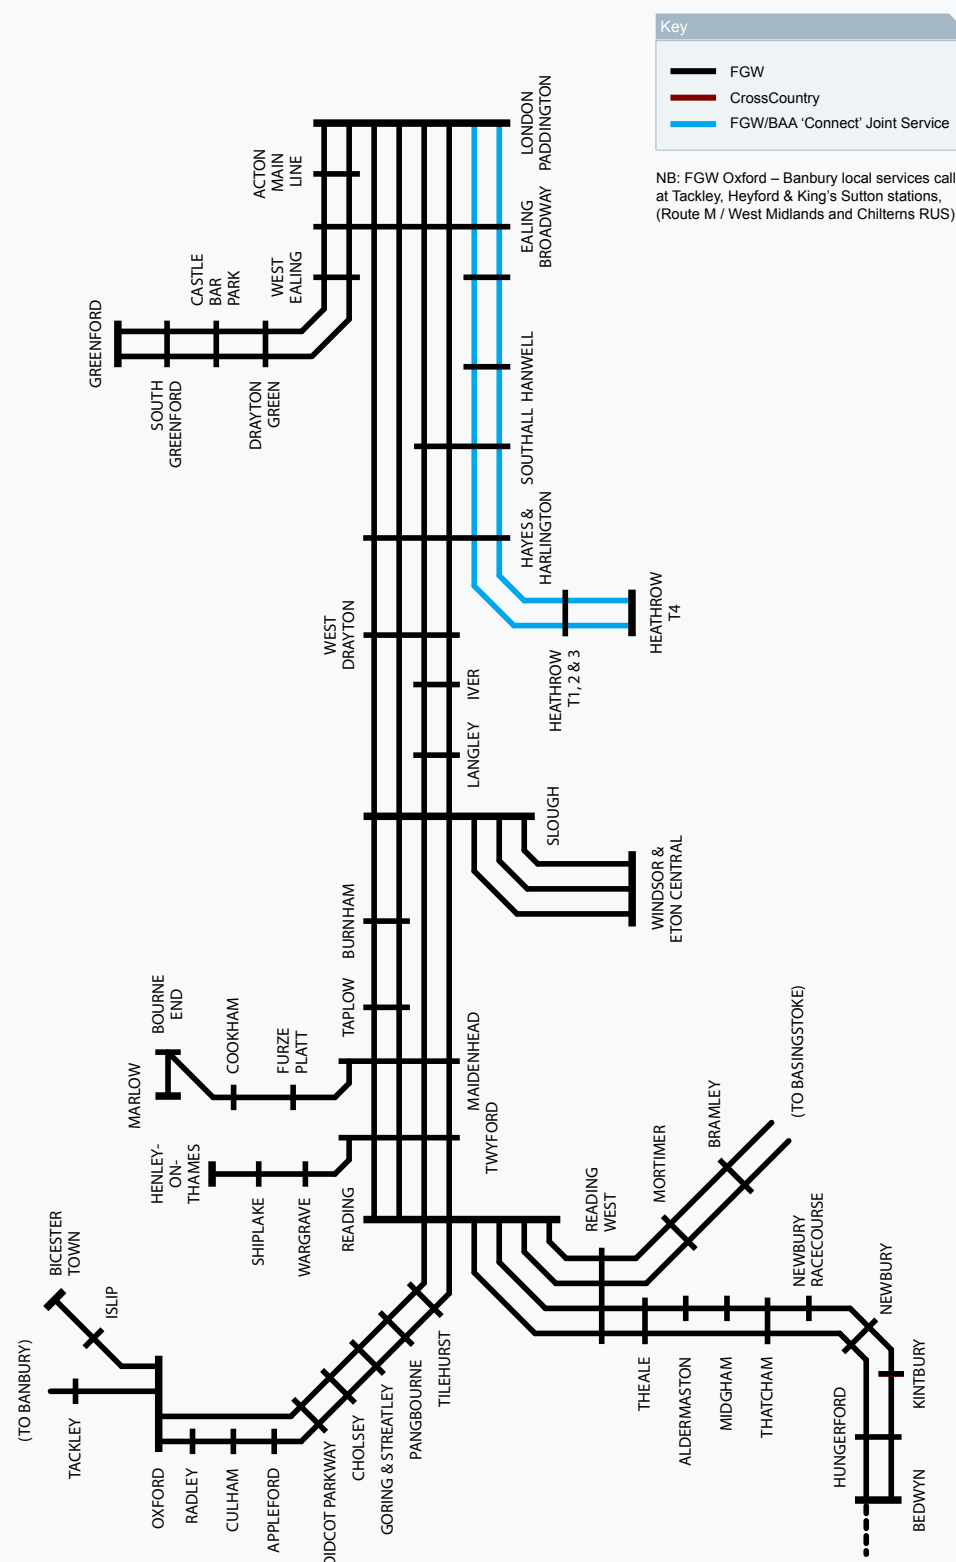 Key
FGW
CrossCountry
FGW/BAA ‘Connect’ Joint Service
NB: FGW Oxford – Banbury local services call
at Tackley, Heyford & King’s Sutton stations,
(Route M / West Midlands and Chilterns RUS)
LONDON
PADDINGTON
ACTON
MAIN
LINE
EALING
BROADWAY
WEST
EALING
CASTLE
BAR
PARK
GREENFORD
SOUTH
GREENFORD
DRAYTON
GREEN
HANWELL
SOUTHALL
HAYES &
HARLINGTON
HEATHROW
T4
HEATHROW
T1, 2 & 3
WEST
DRAYTON
IVER
LANGLEY
SLOUGH
WINDSOR &
ETON CENTRAL
BURNHAM
TAPLOW
BOURNE
END
MARLOW
COOKHAM
FURZE
PLATT
MAIDENHEAD
TWYFORD
HENLEY-
ON-
THAMES
SHIPLAKE
WARGRAVE
READING
READING
WEST
MORTIMER
BRAMLEY
(TO BASINGSTOKE)
NEWBURY
RACECOURSE
NEWBURY
THEALE
ALDERMASTON
MIDGHAM
THATCHAM
KINTBURY
HUNGERFORD
BEDWYN
BICESTER
TOWN
ISLIP
(TO BANBURY)
TACKLEY
OXFORD
RADLEY
CULHAM
APPLEFORD
DIDCOT PARKWAY
CHOLSEY
GORING & STREATLEY
PANGBOURNE
TILEHURST